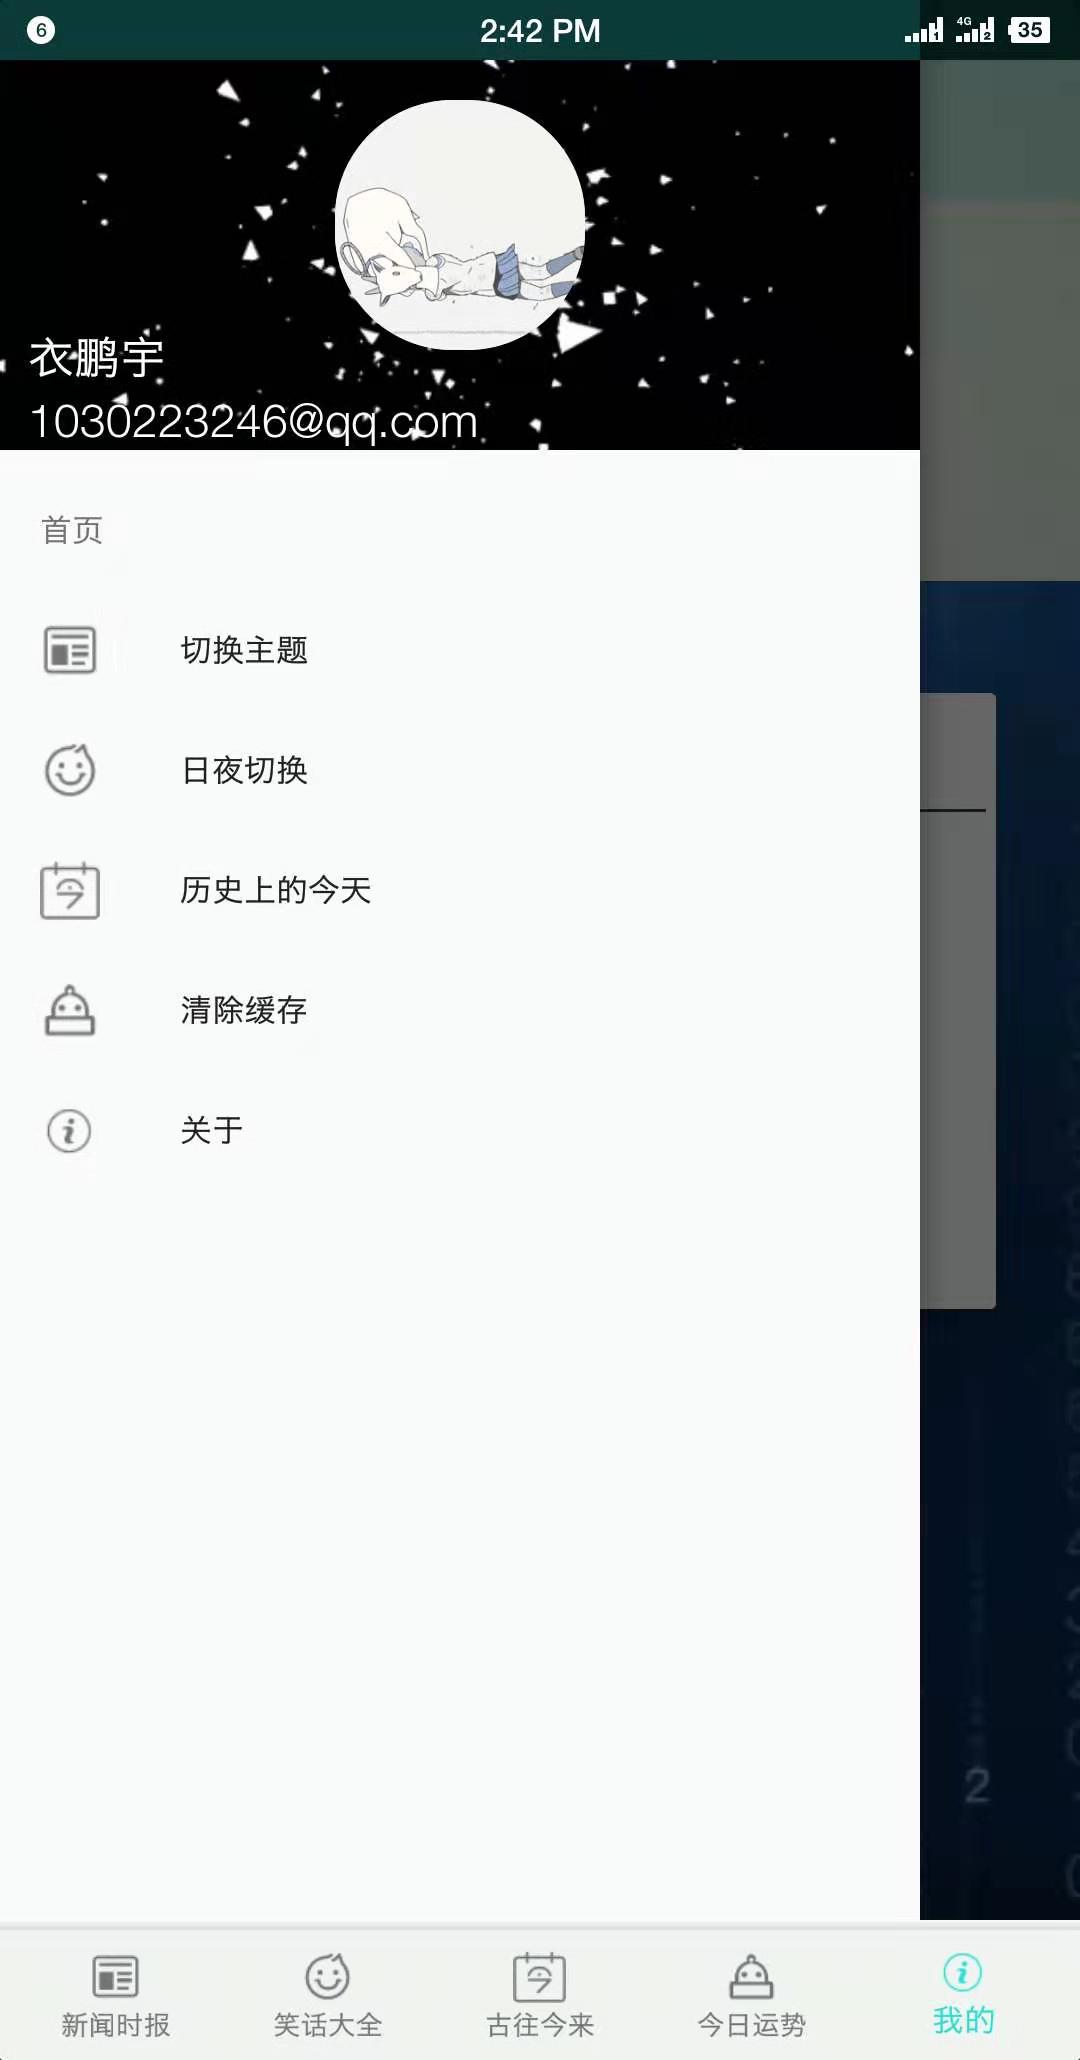 6
2:42 PM
1
4G
2
35
衣鹏宇
1030223246@qq.com
首页
切换主题
日夜切换
历史上的今天
清除缓存
关于
2
新闻时报
笑话大全
古往今来
今日运势
我的